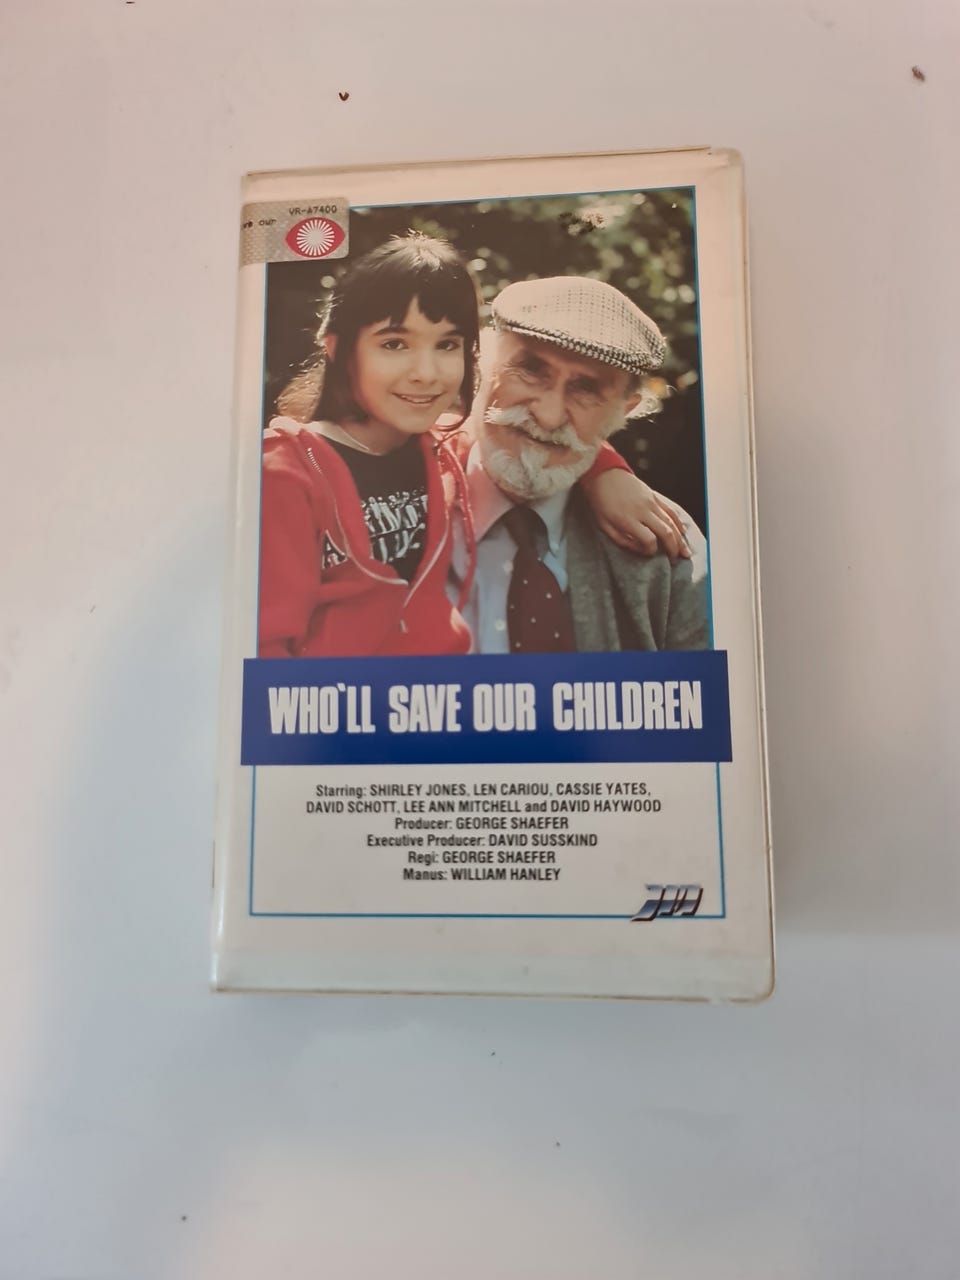 VR-A7400
our
WHO`LL SAVE OUR CHILDREN
Starring: SHIRLEY JONES, LEN CARIOU, CASSIE YATES,
DAVID SCHOTT, LEE ANN MITCHELL and DAVID HAYWOOD
Producer: GEORGE SHAEFER
Executive Producer: DAVID SUSSKIND
Regi: GEORGE SHAEFER
Manus: WILLIAM HANLEY